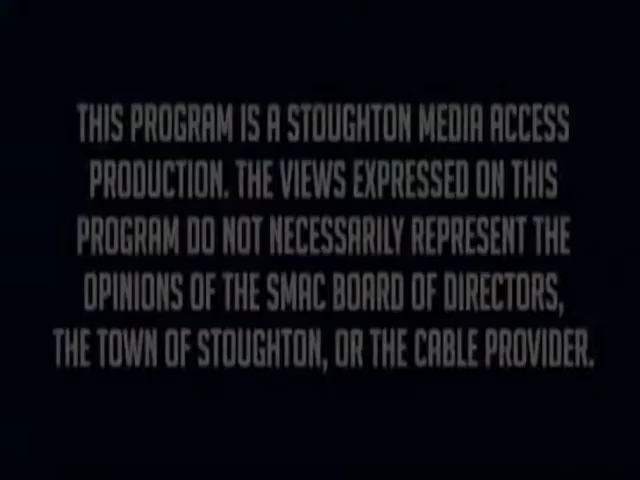 THIS PROGRAM IS A STOUGHTON MEDIA ACCESS
PRODUCTION. THE VIEWS EXPRESSED ON THIS
PROGRAM DO NOT NECESSARILY REPRESENT THE
OPINIONS OF THE SMAC BOARD OF DIRECTORS,
THE TOWN OF STOUGHTON, OR THE CABLE PROVIDER.